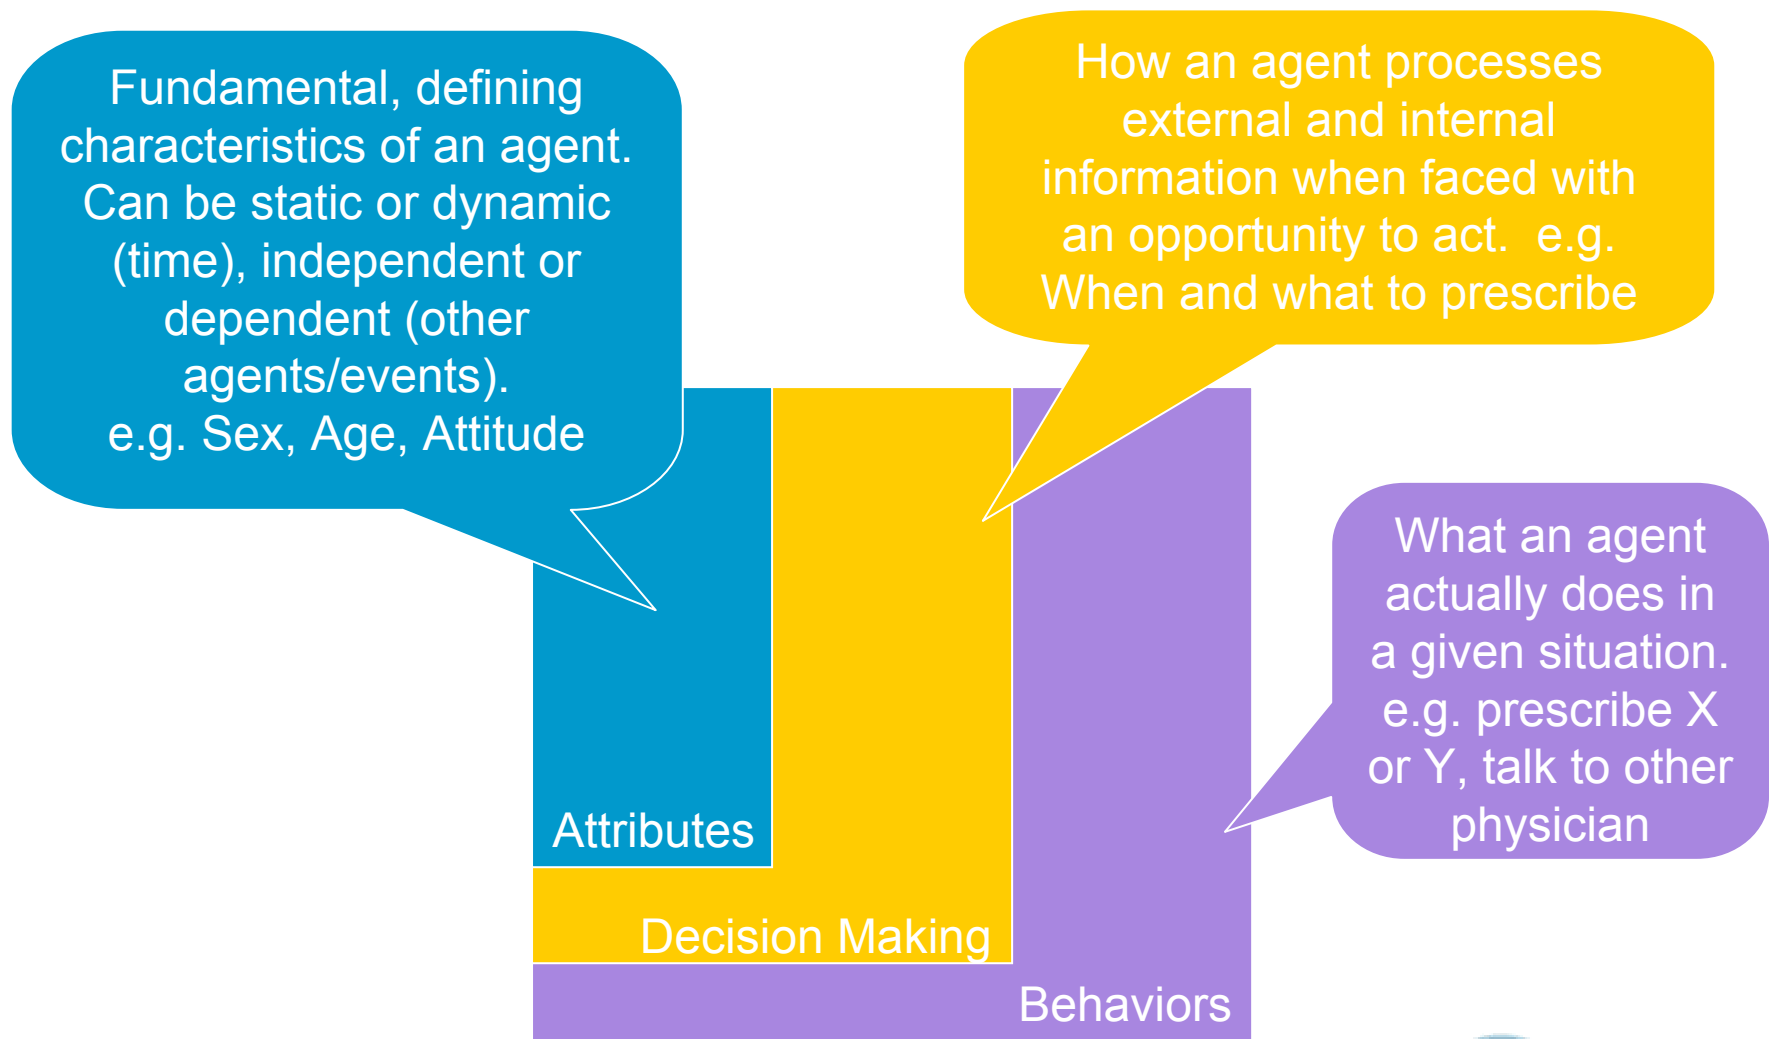 Fundamental, defining
characteristics of an agent.
Can be static or dynamic
(time), independent or
dependent (other
agents/events).
e.g. Sex, Age, Attitude
How an agent processes
external and internal
information when faced with
an opportunity to act.  e.g.
When and what to prescribe
What an agent
actually does in
a given situation.
e.g. prescribe X
or Y, talk to other
physician
Attributes
Decision Making
Behaviors